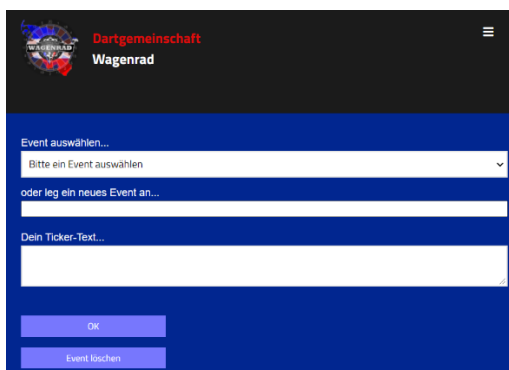 WAGENRAD
Dartgemeinschaft
Wagenrad
Event auswählen...
Bitte ein Event auswählen
oder leg ein neues Event an...
Dein Ticker-Text...
OK
Event löschen